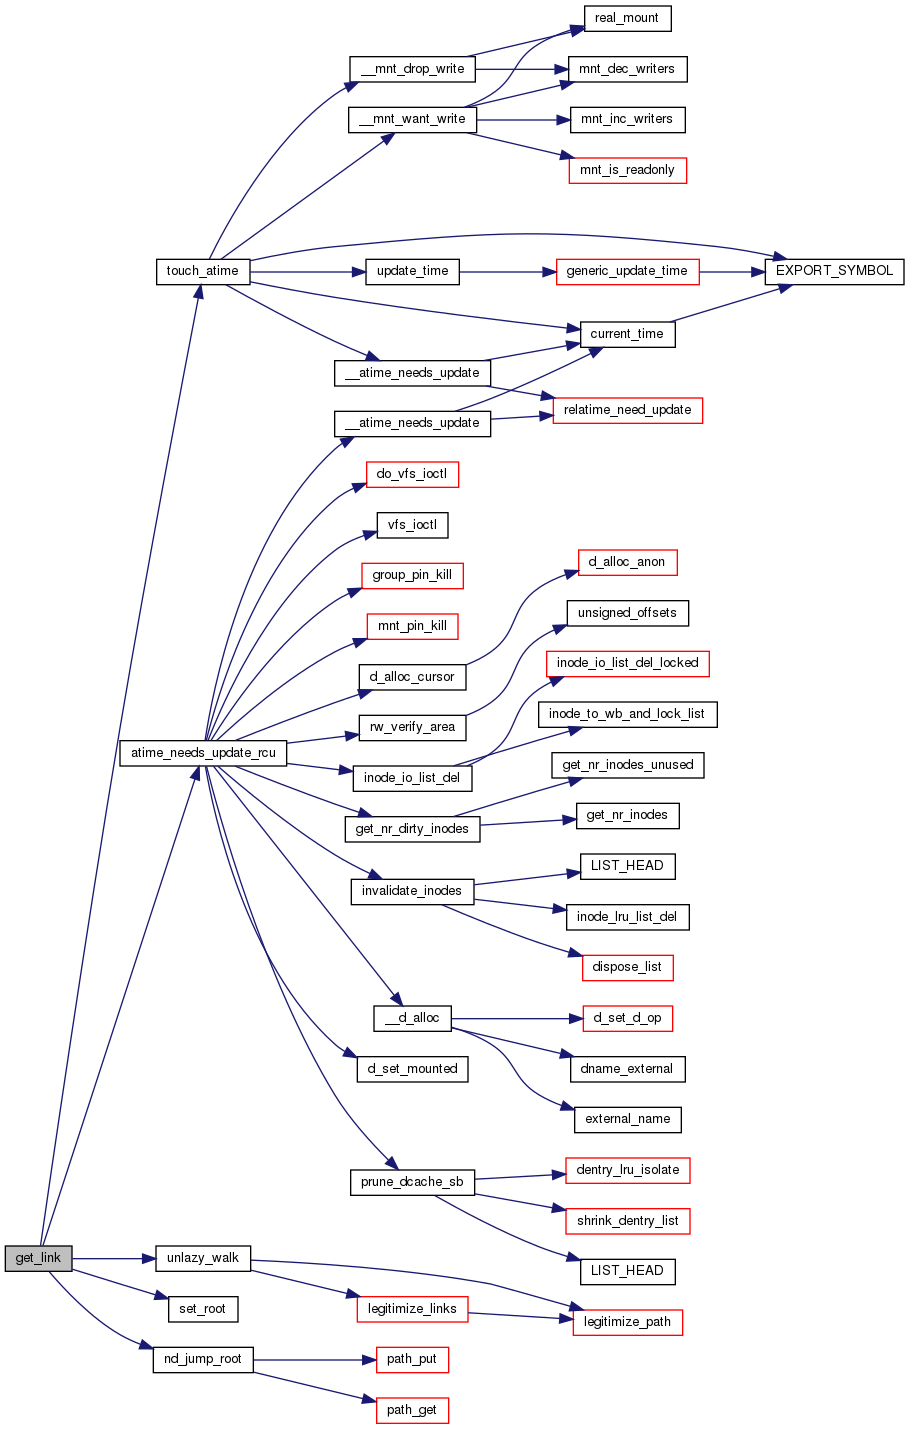 real_mount
__mnt_drop_write
mnt_dec_writers
__mnt_want_write
mnt_inc_writers
mnt_is_readonly
touch_atime
update_time
generic_update_time
EXPORT_SYMBOL
current_time
__atime_needs_update
relatime_need_update
__atime_needs_update
do_vfs_ioctl
vfs_ioctl
d_alloc_anon
group_pin_kill
unsigned_offsets
mnt_pin_kill
inode_io_list_del_locked
d_alloc_cursor
inode_to_wb_and_lock_list
rw_verify_area
atime_needs_update_rcu
get_nr_inodes_unused
inode_io_list_del
get_nr_inodes
get_nr_dirty_inodes
LIST_HEAD
invalidate_inodes
inode_lru_list_del
dispose_list
__d_alloc
d_set_d_op
d_set_mounted
dname_external
external_name
dentry_lru_isolate
prune_dcache_sb
shrink_dentry_list
get_link
unlazy_walk
LIST_HEAD
set_root
legitimize_links
legitimize_path
nd_jump_root
path_put
path_get